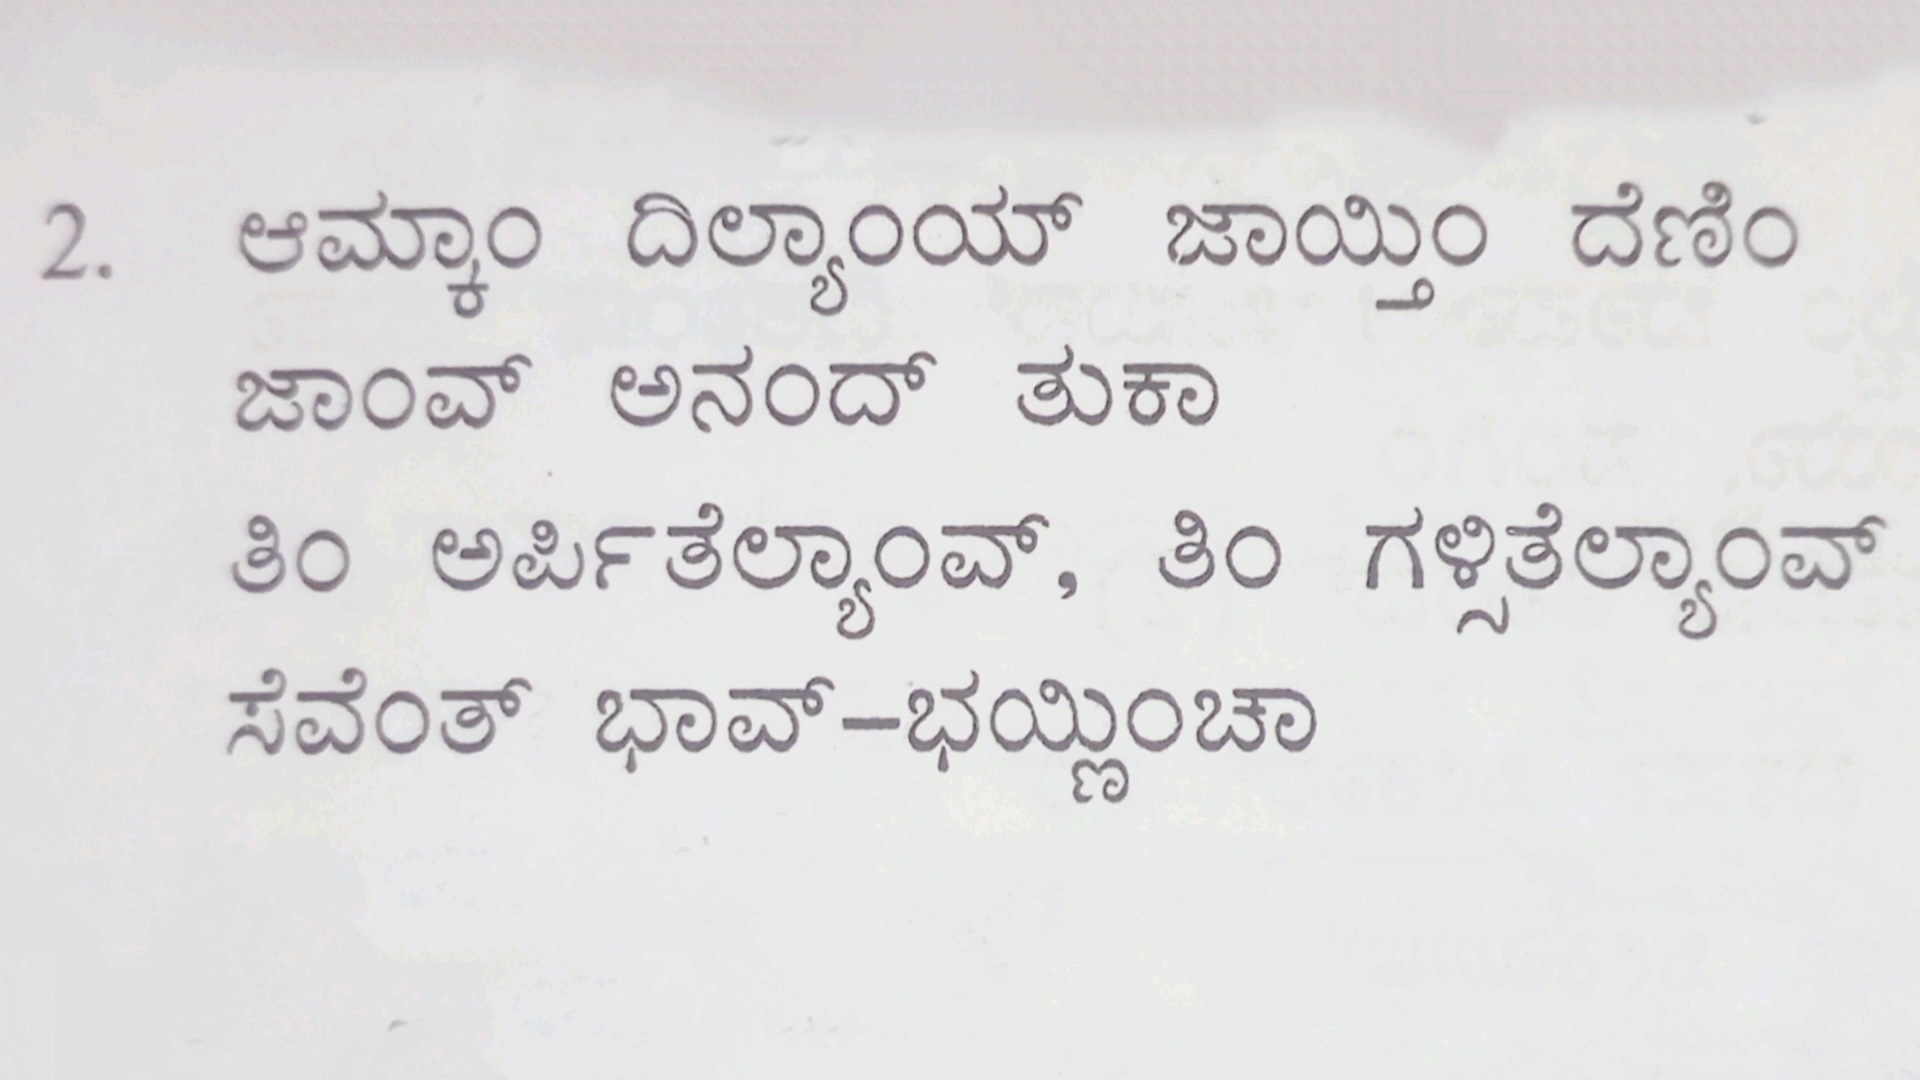 2. ಆಮ್ಕಾಂ ದಿಲ್ಯಾಂಯ್ ಜಾಯ್ತಿಂ ದೆಣಿಂ
ಜಾಂವ್ ಅನಂದ್ ತುಕಾ
ತಿಂ ಅರ್ಪಿತೆಲ್ಯಾಂವ್, ತಿಂ ಗಳ್ಸಿತೆಲ್ಯಾಂವ್
ಸೆವೆಂತ್ ಭಾವ್-ಭಯ್ಣಿಂಚಾ